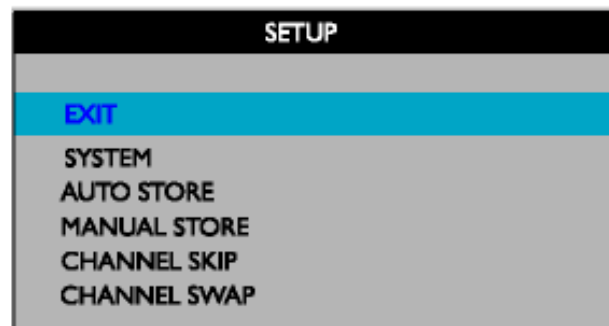 SETUP
EXIT
SYSTEM
AUTO STORE
MANUAL STORE
CHANNEL SKIP
CHANNEL SWAP